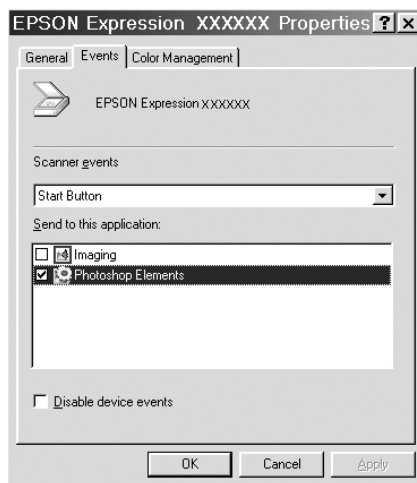 EPSON Expression XXXXXX Properties ? ×
General Events Color Management
EPSON Expression XXXXXX
Scanner events
Start Button
Send to this application:
Imaging
Photoshop Elements
Disable device events
OK Cancel Apply